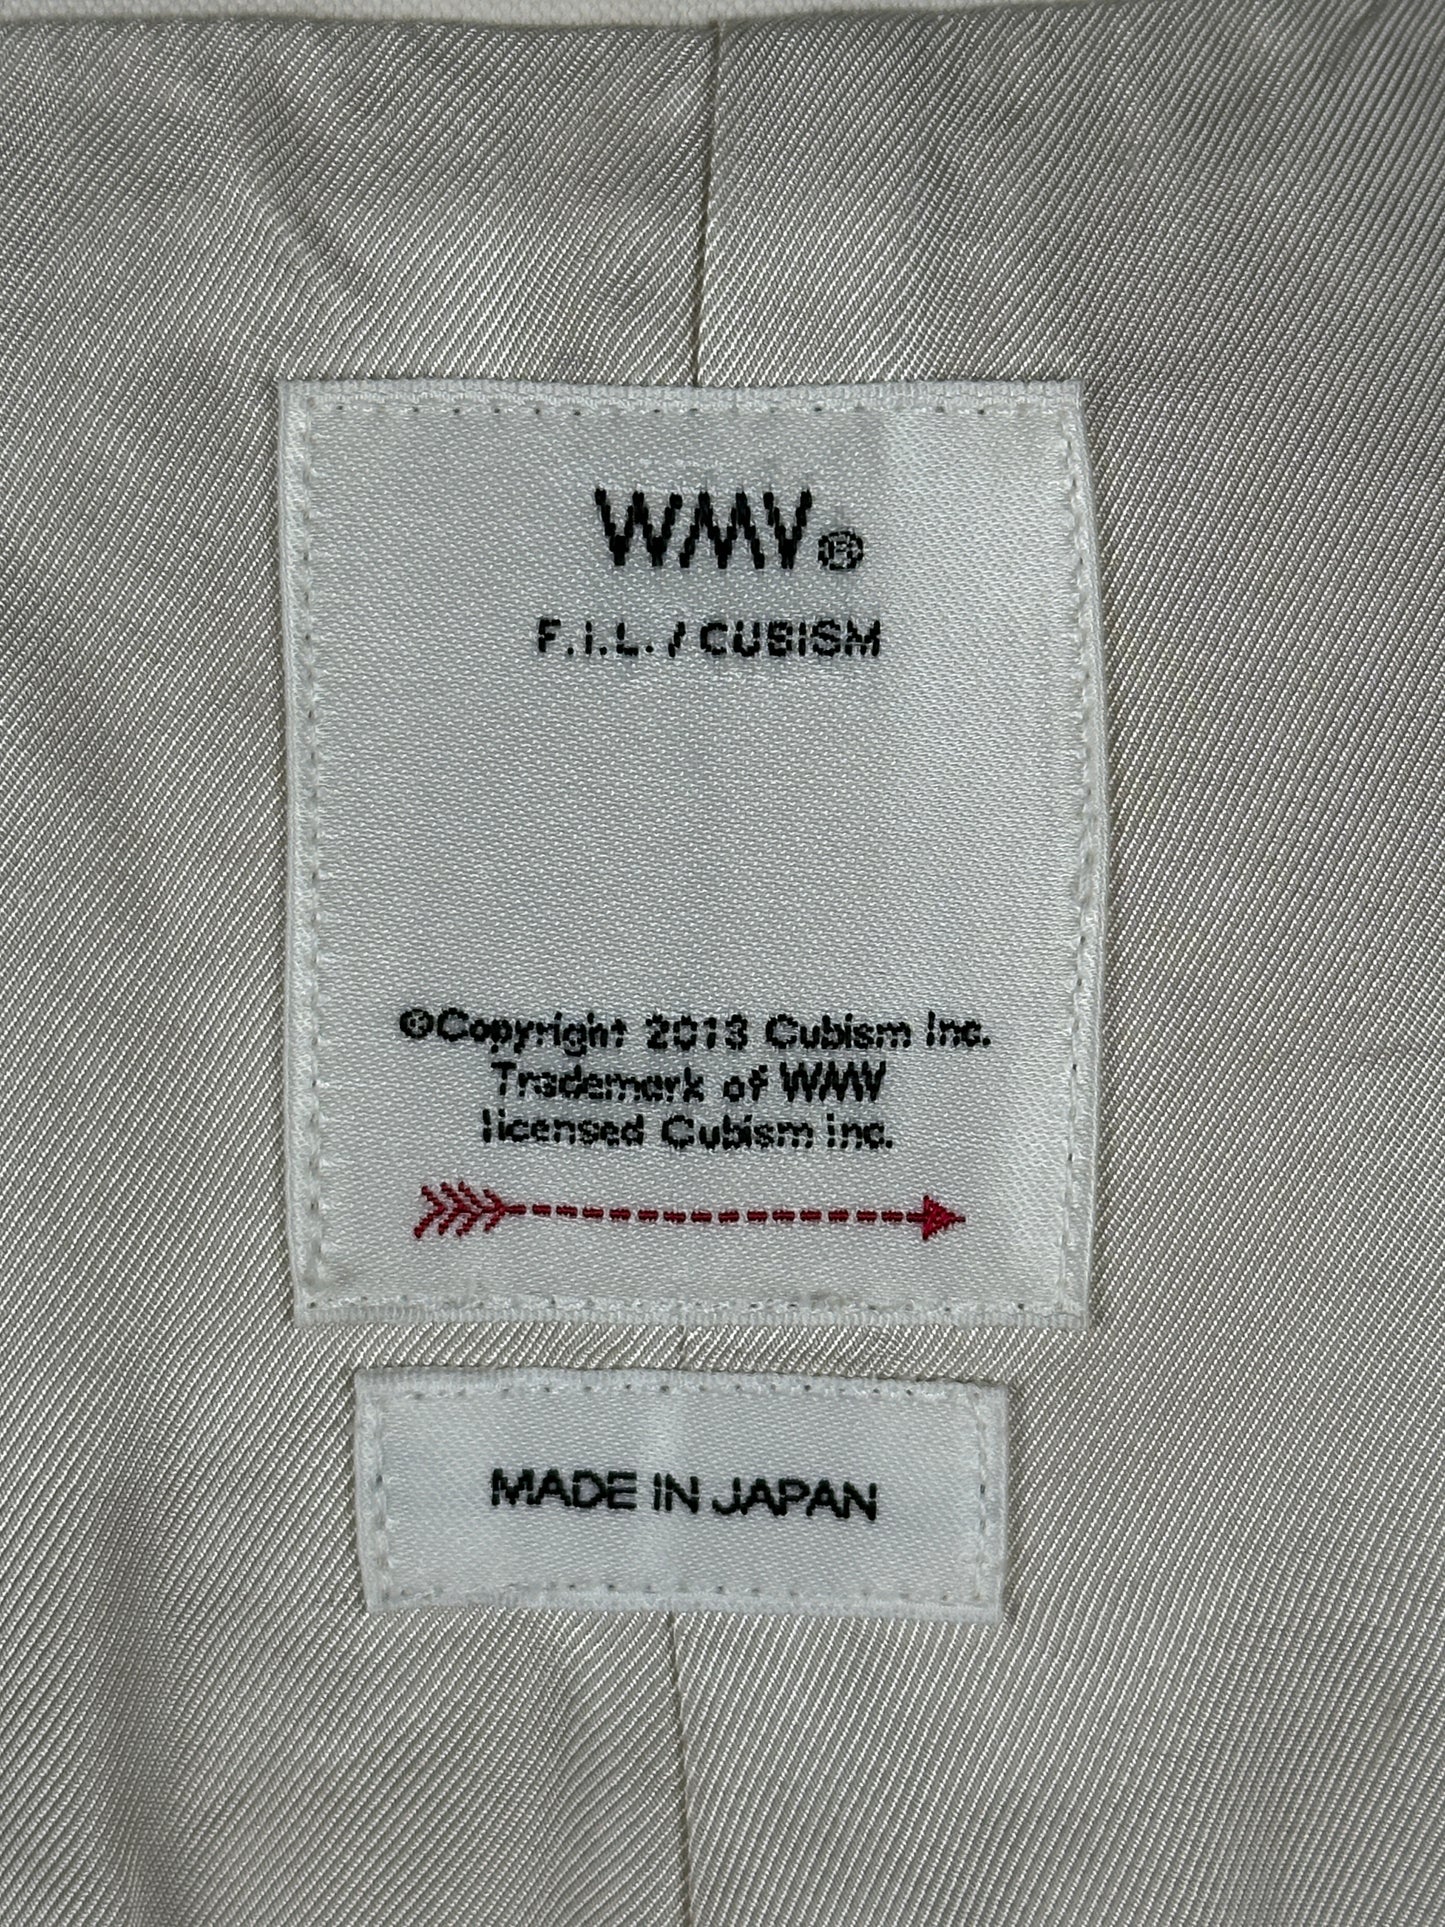 WMV®
F.I.L. / CUBISM
©Copyright 2013 Cubism Inc.
Trademark of WMV
licensed Cubism inc.
MADE IN JAPAN